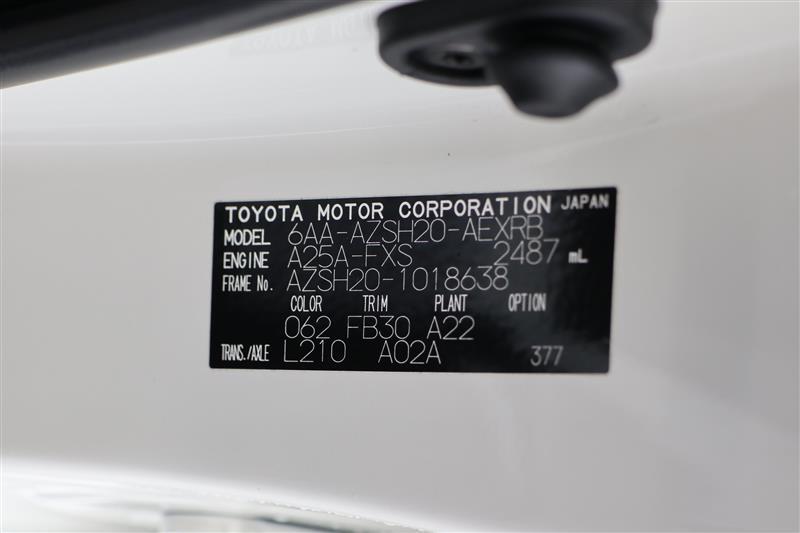 TOYOTA MOTOR CORPORATION JAPAN
MODEL 6AA-AZSH20-AEXRB
ENGINE A25A-FXS 2487 mL
FRAME No. AZSH20-1018638
COLOR TRIM PLANT OPTION
062 FB30 A22
TRANS./AXLE L210 A02A 377